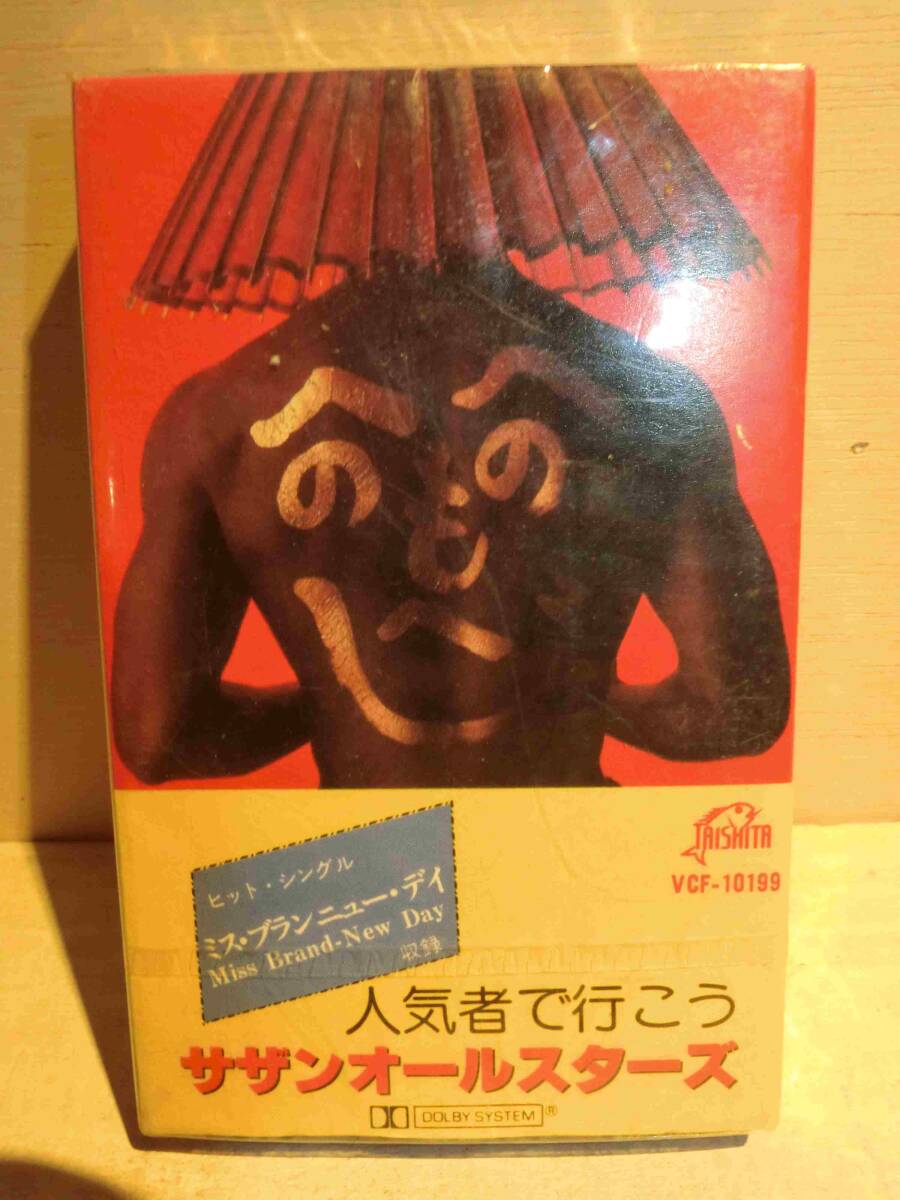 へ へ
の の
も
へ
じ
TAISHITA
VCF-10199
ヒット・シングル
ミス・ブランニュー・デイ
Miss Brand-New Day
収録
人気者で行こう
サザンオールスターズ
DOLBY SYSTEM ®